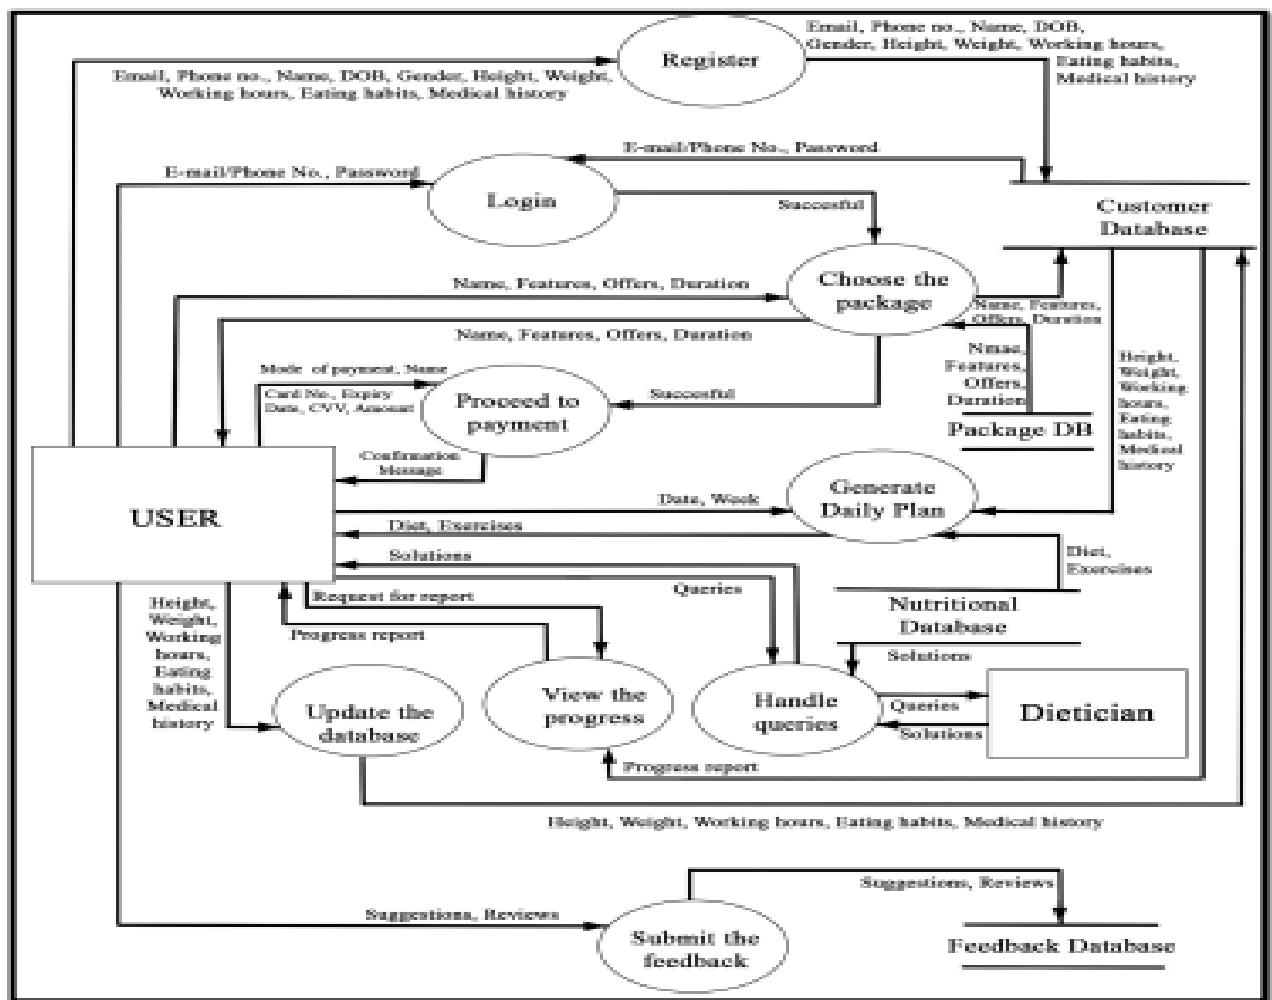 Email, Phone no., Name, DOB,
Gender, Height, Weight, Working hours,
Eating habits,
Medical history
Register
Email, Phone no., Name, DOB, Gender, Height, Weight,
Working hours, Eating habits, Medical history
E-mail/Phone No., Password
E-mail/Phone No., Password
Login
Succesful
Customer
Database
Choose the
package
Name, Features, Offers, Duration
Name, Features,
Offers, Duration
Name, Features, Offers, Duration
Nmae,
Features,
Offers,
Duration
Height,
Weight,
Working
hours,
Eating
habits,
Medical
history
Mode of payment, Name
Card No., Expiry
Date, CVV, Amount
Proceed to
payment
Succesful
Package DB
Confirmation
Message
Generate
Daily Plan
Date, Week
USER
Diet, Exercises
Solutions
Diet,
Exercises
Queries
Request for report
Progress report
Nutritional
Database
Solutions
Height,
Weight,
Working
hours,
Eating
habits,
Medical
history
Update the
database
View the
progress
Handle
queries
Queries
Solutions
Dietician
Progress report
Height, Weight, Working hours, Eating habits, Medical history
Suggestions, Reviews
Suggestions, Reviews
Submit the
feedback
Feedback Database